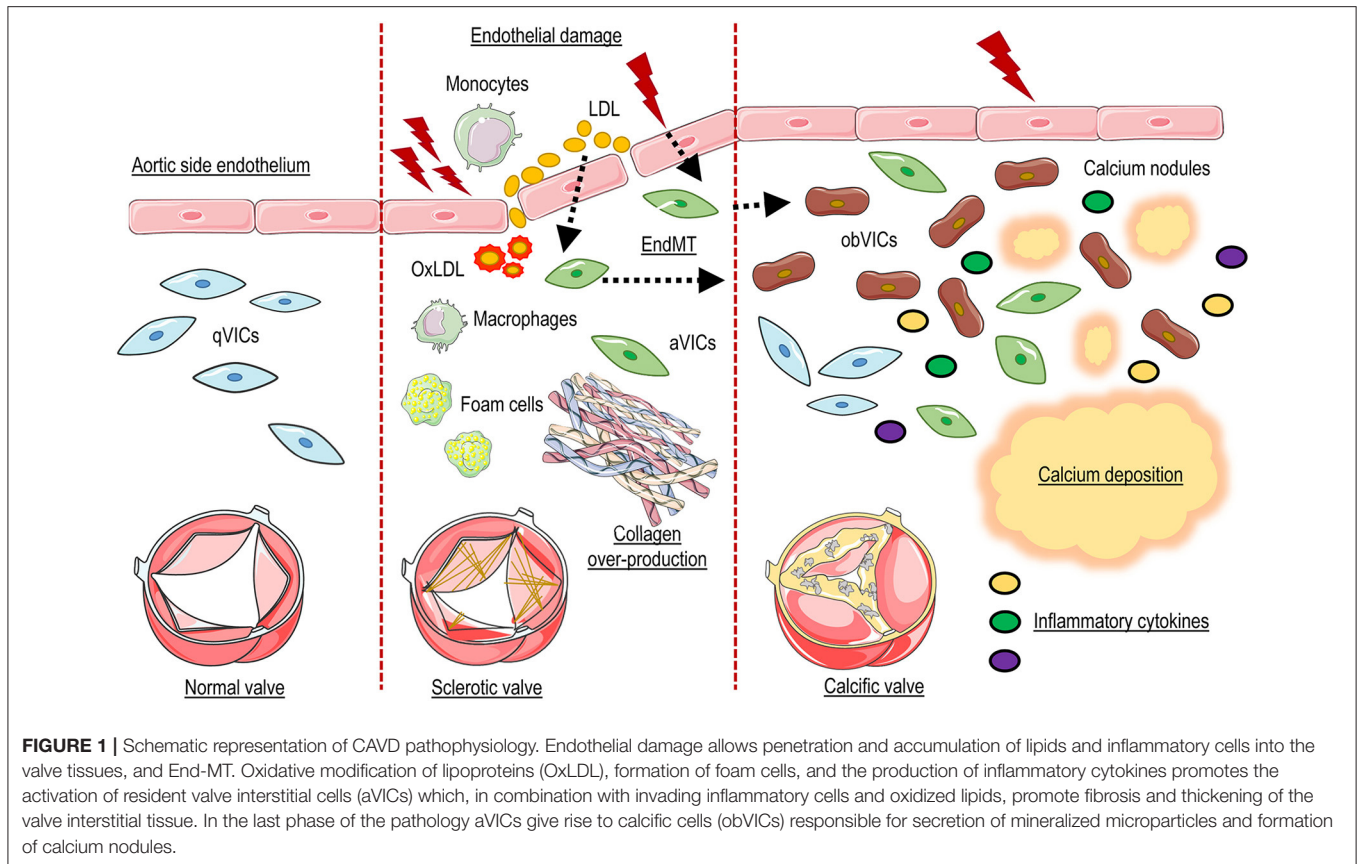 Endothelial damage
Monocytes
LDL
Aortic side endothelium
Calcium nodules
EndMT
obVICs
OxLDL
qVICs
Macrophages
aVICs
Foam cells
Calcium deposition
Collagen
over-production
Inflammatory cytokines
Normal valve
Sclerotic valve
Calcific valve
FIGURE 1 | Schematic representation of CAVD pathophysiology. Endothelial damage allows penetration and accumulation of lipids and inflammatory cells into the
valve tissues, and End-MT. Oxidative modification of lipoproteins (OxLDL), formation of foam cells, and the production of inflammatory cytokines promotes the
activation of resident valve interstitial cells (aVICs) which, in combination with invading inflammatory cells and oxidized lipids, promote fibrosis and thickening of the
valve interstitial tissue. In the last phase of the pathology aVICs give rise to calcific cells (obVICs) responsible for secretion of mineralized microparticles and formation
of calcium nodules.